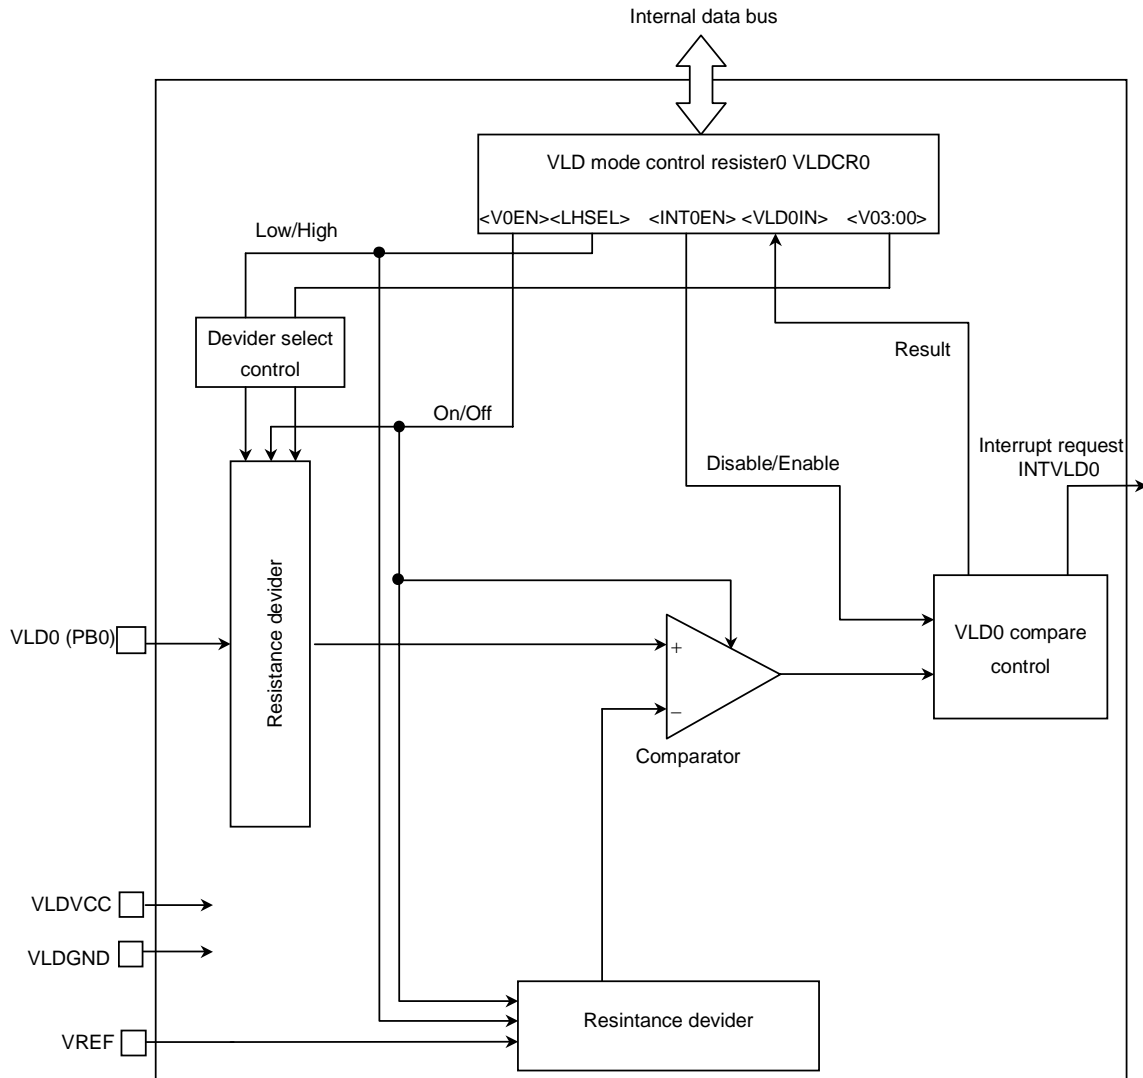 Internal data bus
VLD mode control resister0 VLDCR0
<V0EN><LHSEL> <INT0EN> <VLD0IN> <V03:00>
Low/High
Devider select
control
Result
On/Off
Interrupt request
INTVLD0
Disable/Enable
Resistance devider
VLD0 (PB0)
+
VLD0 compare
control
−
Comparator
VLDVCC
VLDGND
Resintance devider
VREF